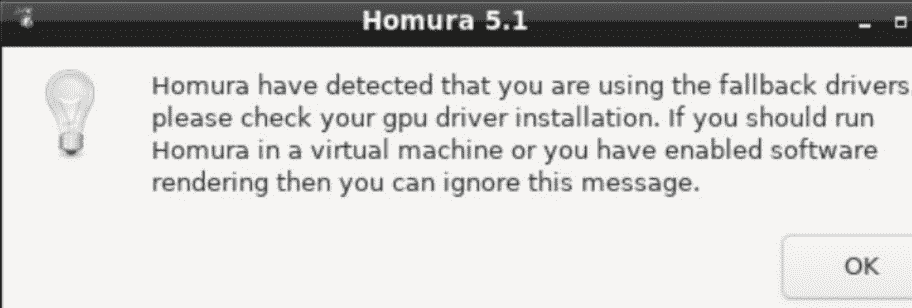 Homura 5.1
Homura have detected that you are using the fallback drivers,
please check your gpu driver installation. If you should run
Homura in a virtual machine or you have enabled software
rendering then you can ignore this message.
OK